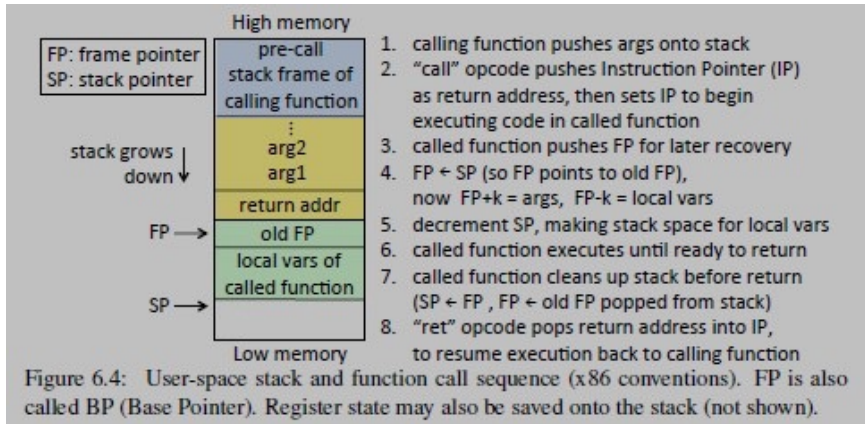 High memory
FP: frame pointer
SP: stack pointer
pre-call
stack frame of
calling function
⋮
arg2
arg1
stack grows
down ↓
return addr
FP →
old FP
local vars of
called function
SP →
Low memory
1. calling function pushes args onto stack
2. “call” opcode pushes Instruction Pointer (IP)
as return address, then sets IP to begin
executing code in called function
3. called function pushes FP for later recovery
4. FP ← SP (so FP points to old FP),
now FP+k = args, FP-k = local vars
5. decrement SP, making stack space for local vars
6. called function executes until ready to return
7. called function cleans up stack before return
(SP ← FP , FP ← old FP popped from stack)
8. “ret” opcode pops return address into IP,
to resume execution back to calling function
Figure 6.4: User-space stack and function call sequence (x86 conventions). FP is also
called BP (Base Pointer). Register state may also be saved onto the stack (not shown).